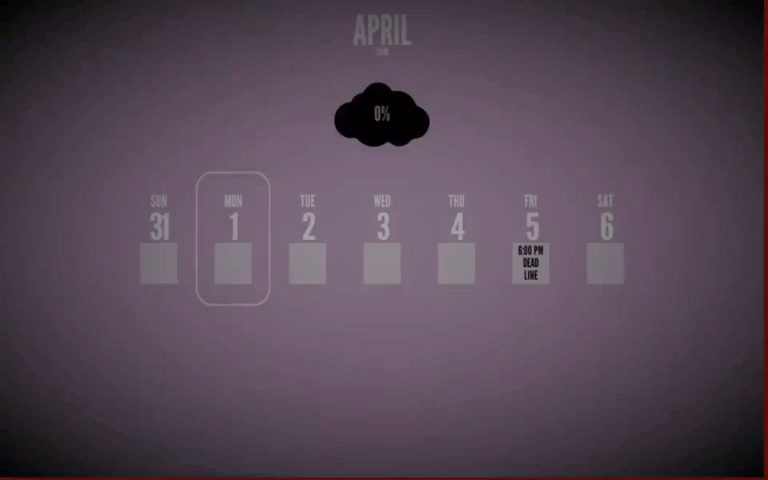 APRIL
0%
SUN MON TUE WED THU FRI SAT
31 1 2 3 4 5 6
6:00 PM
DEAD
LINE